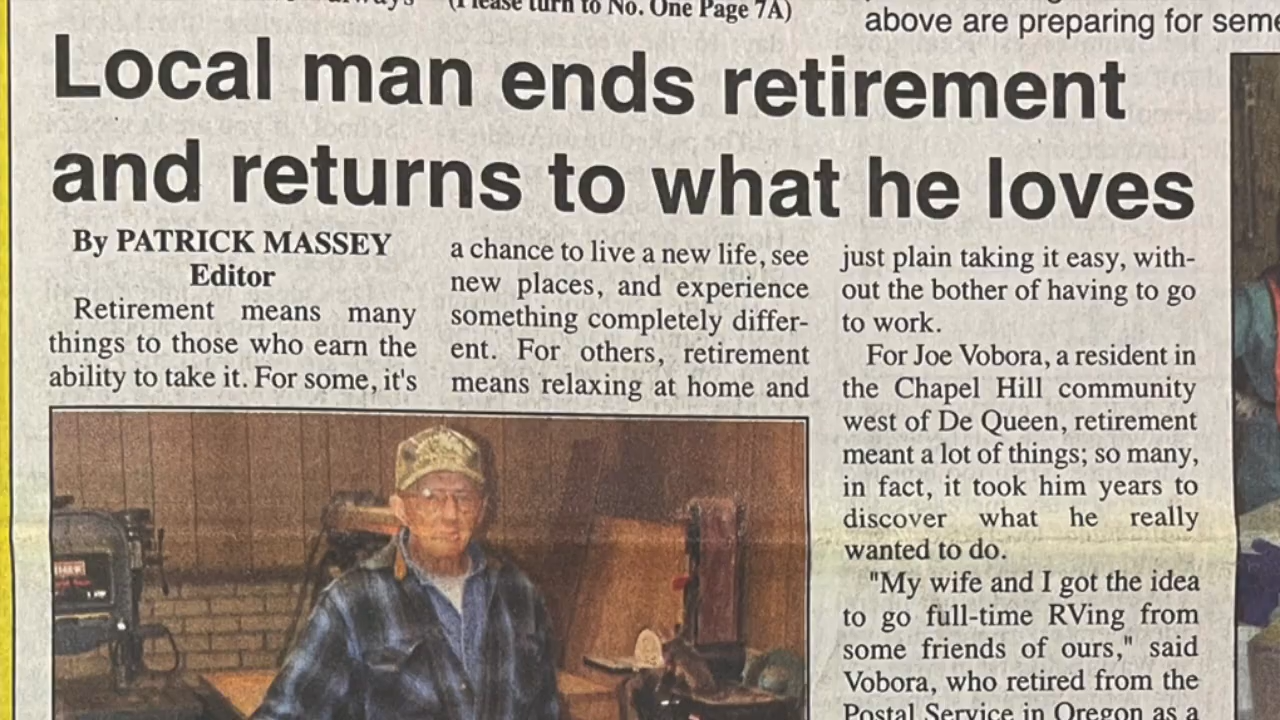 (Please turn to No. One Page 7A)
above are preparing for
Local man ends retirement
and returns to what he loves
By PATRICK MASSEY
Editor
Retirement means many
things to those who earn the
ability to take it. For some, it's
a chance to live a new life, see
new places, and experience
something completely differ-
ent. For others, retirement
means relaxing at home and
just plain taking it easy, with-
out the bother of having to go
to work.
For Joe Vobora, a resident in
the Chapel Hill community
west of De Queen, retirement
meant a lot of things; so many,
in fact, it took him years to
discover what he really
wanted to do.
"My wife and I got the idea
to go full-time RVing from
some friends of ours," said
Vobora, who retired from the
Postal Service in Oregon as a